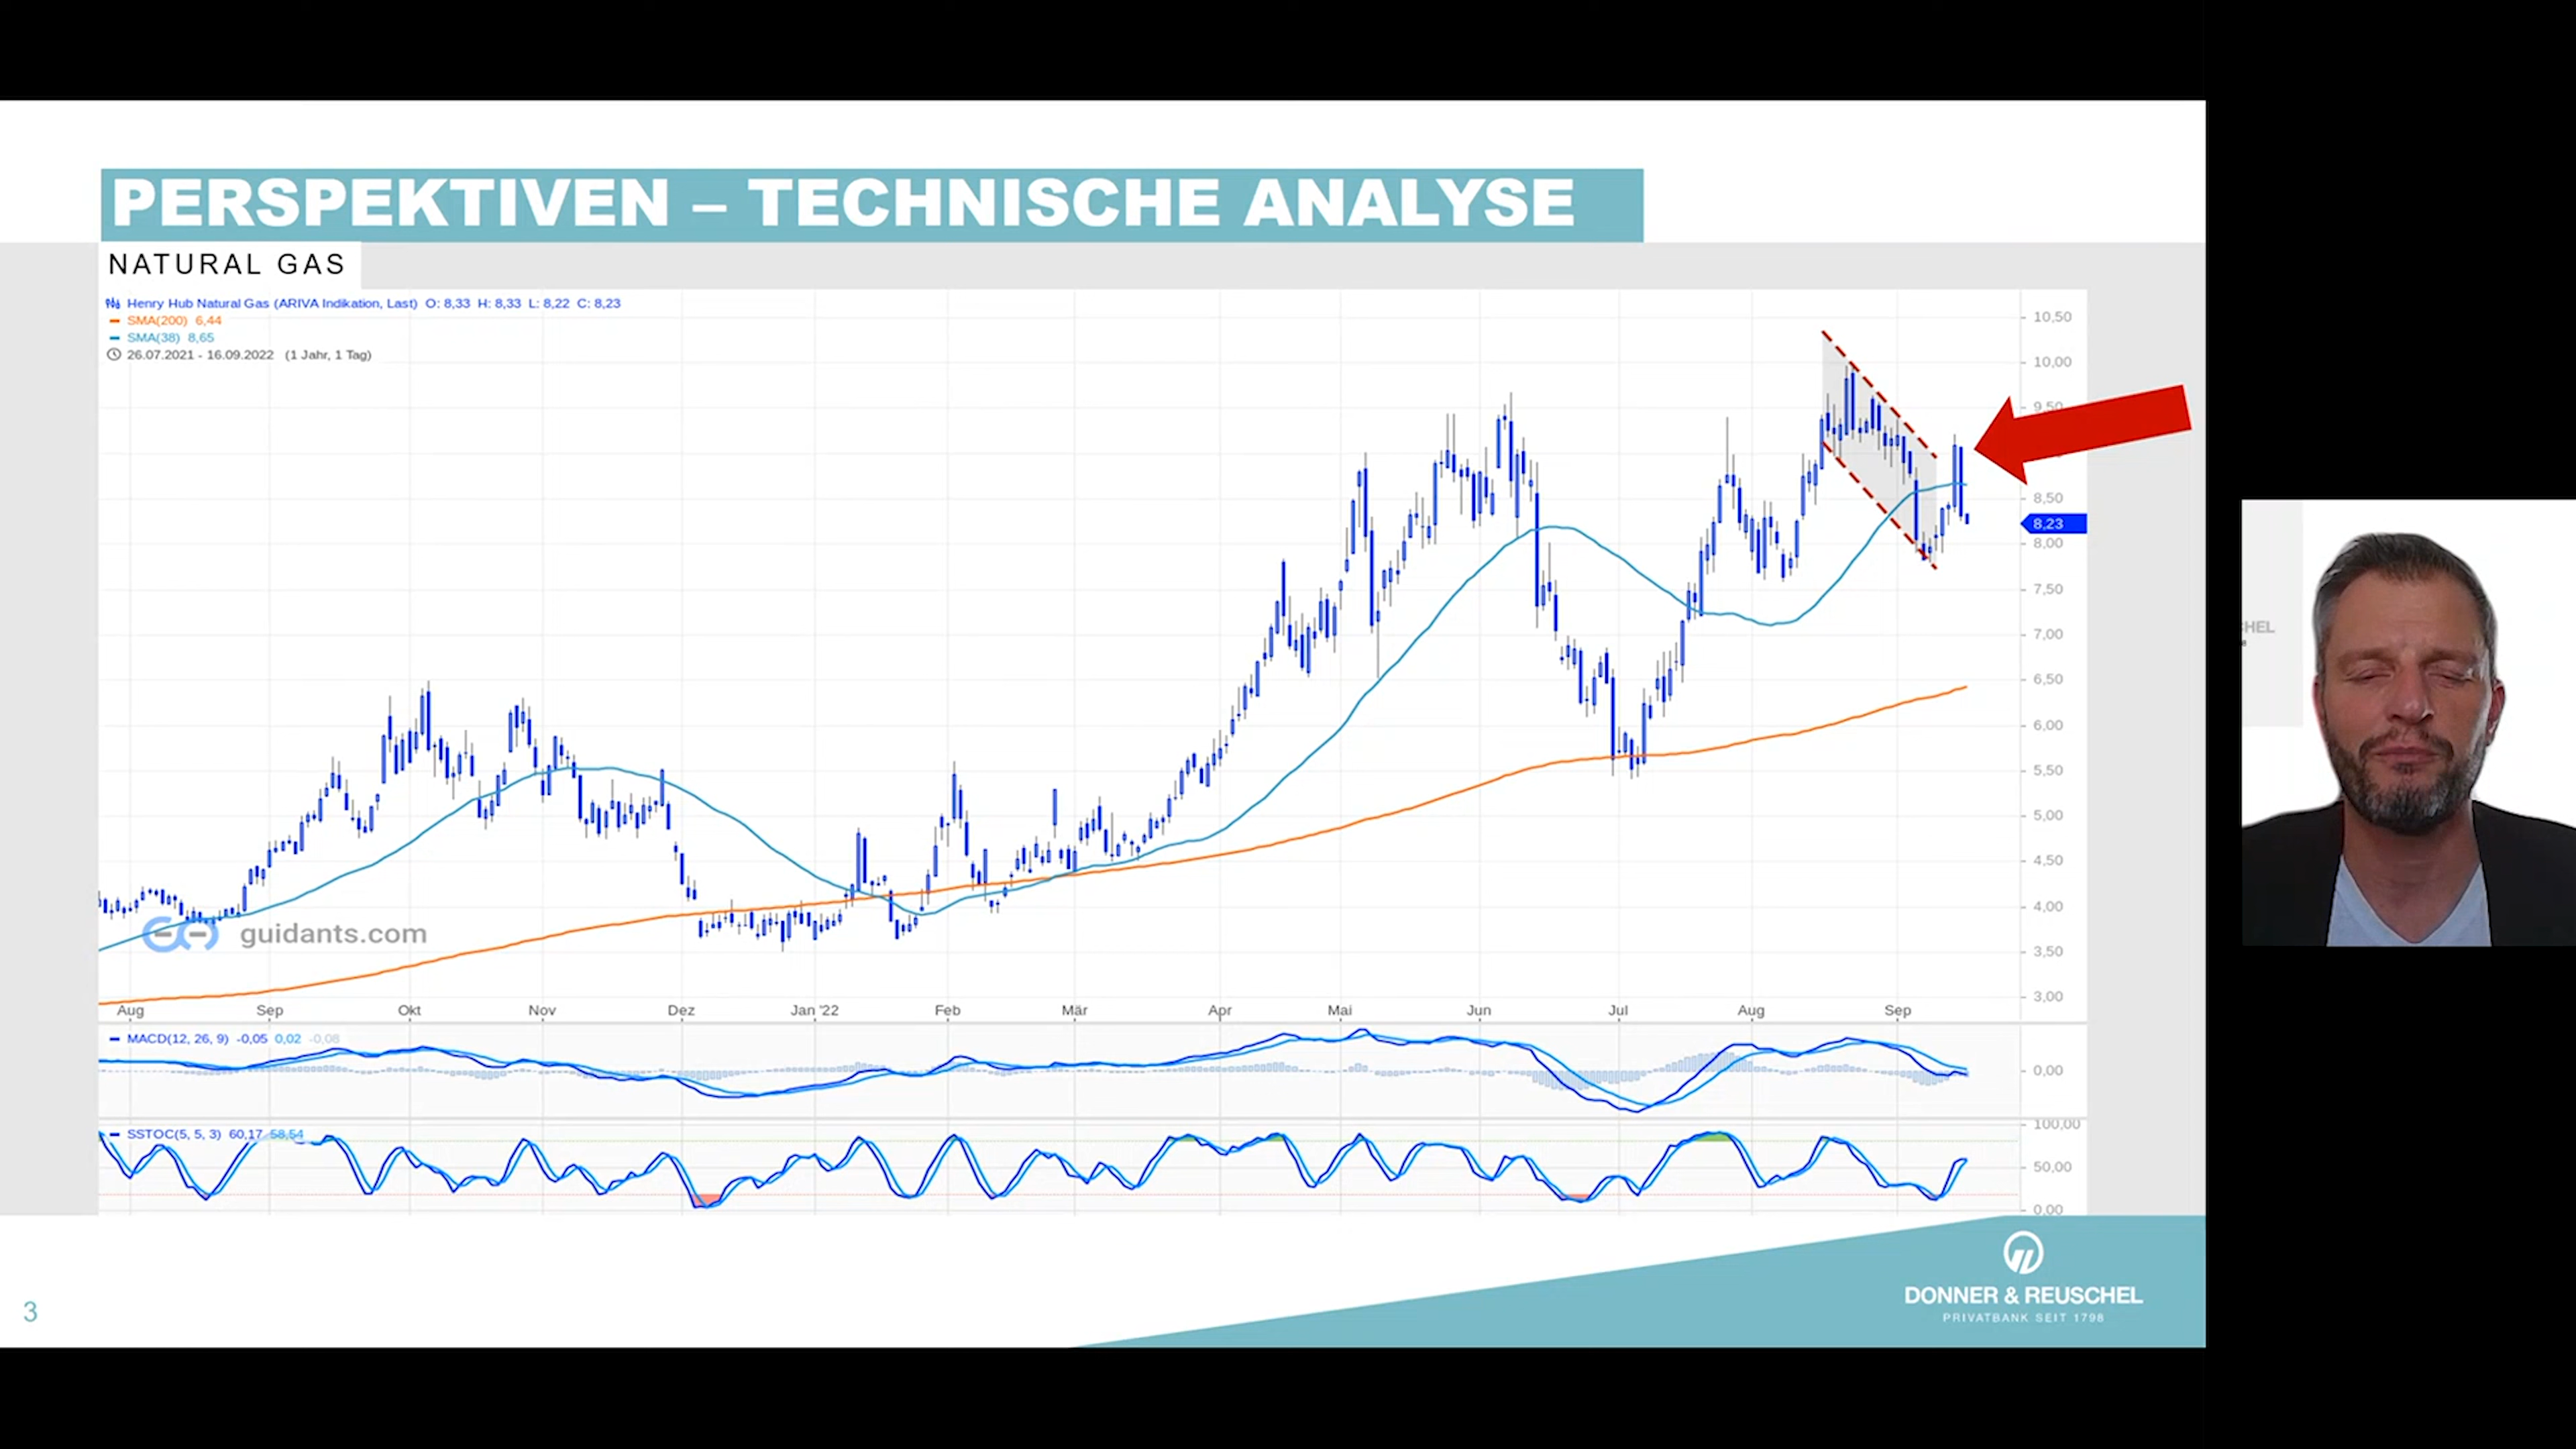 PERSPEKTIVEN – TECHNISCHE ANALYSE
NATURAL GAS
Henry Hub Natural Gas (ARIVA Indikation, Last) O: 8,33 H: 8,33 L: 8,22 C: 8,23
SMA(200) 6,44
SMA(38) 8,65
26.07.2021 - 16.09.2022 (1 Jahr, 1 Tag)
10,50
10,00
9,50
8,50
8,23
8,00
7,50
7,00
6,50
6,00
5,50
5,00
4,50
4,00
3,50
3,00
guidants.com
Aug Sep Okt Nov Dez Jan '22 Feb Mär Apr Mai Jun Jul Aug Sep
MACD(12, 26, 9) -0,05 0,02 -0,08
0,00
SSTOC(5, 5, 3) 60,17 58,54
100,00
50,00
0,00
3
DONNER & REUSCHEL
PRIVATBANK SEIT 1798
HEL